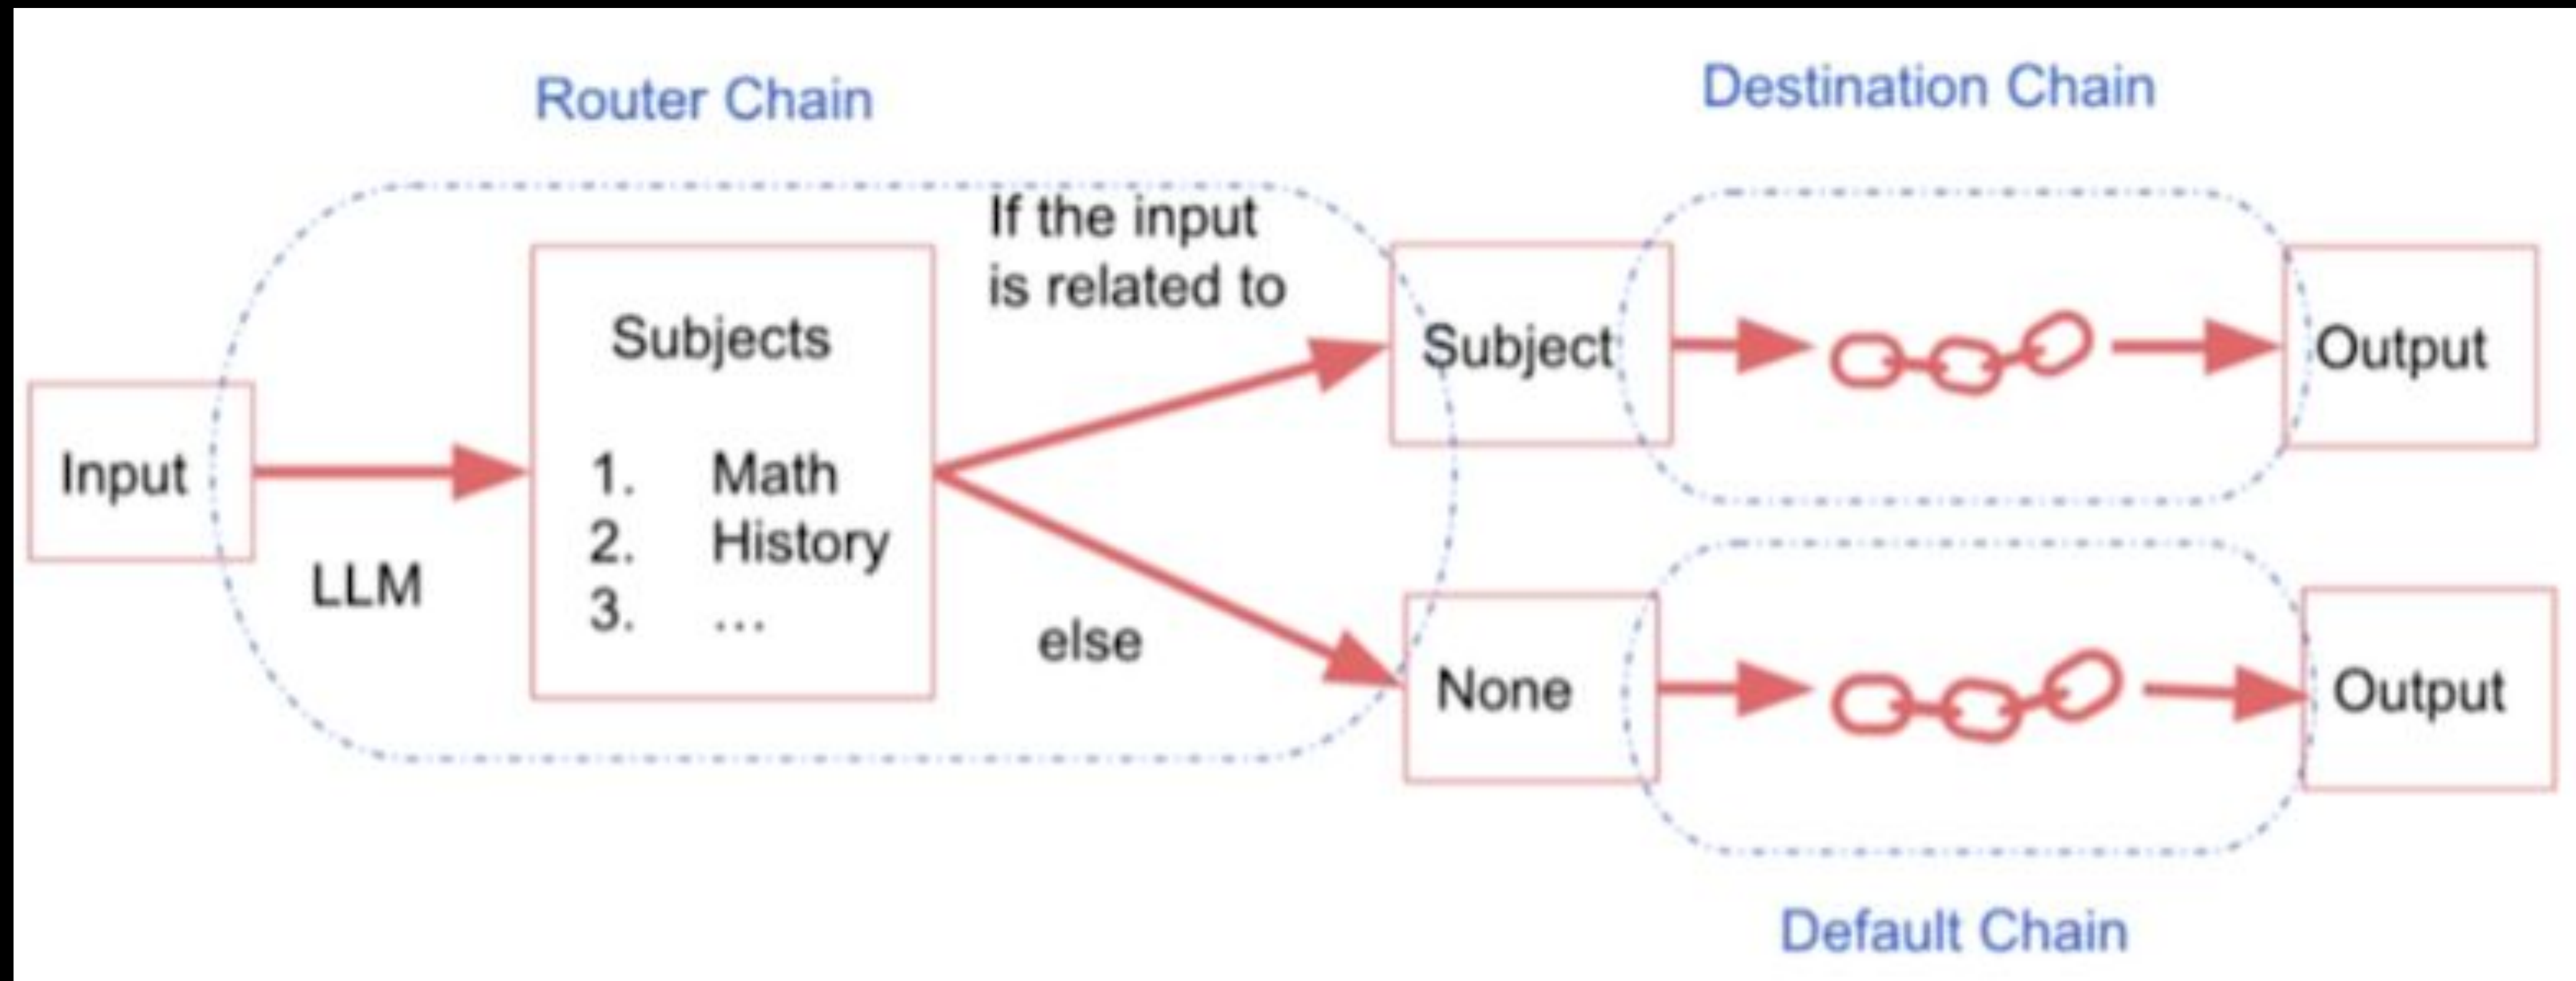 Router Chain
Destination Chain
If the input
is related to
Input
LLM
Subjects
1. Math
2. History
3. ...
else
Subject
Output
None
Output
Default Chain